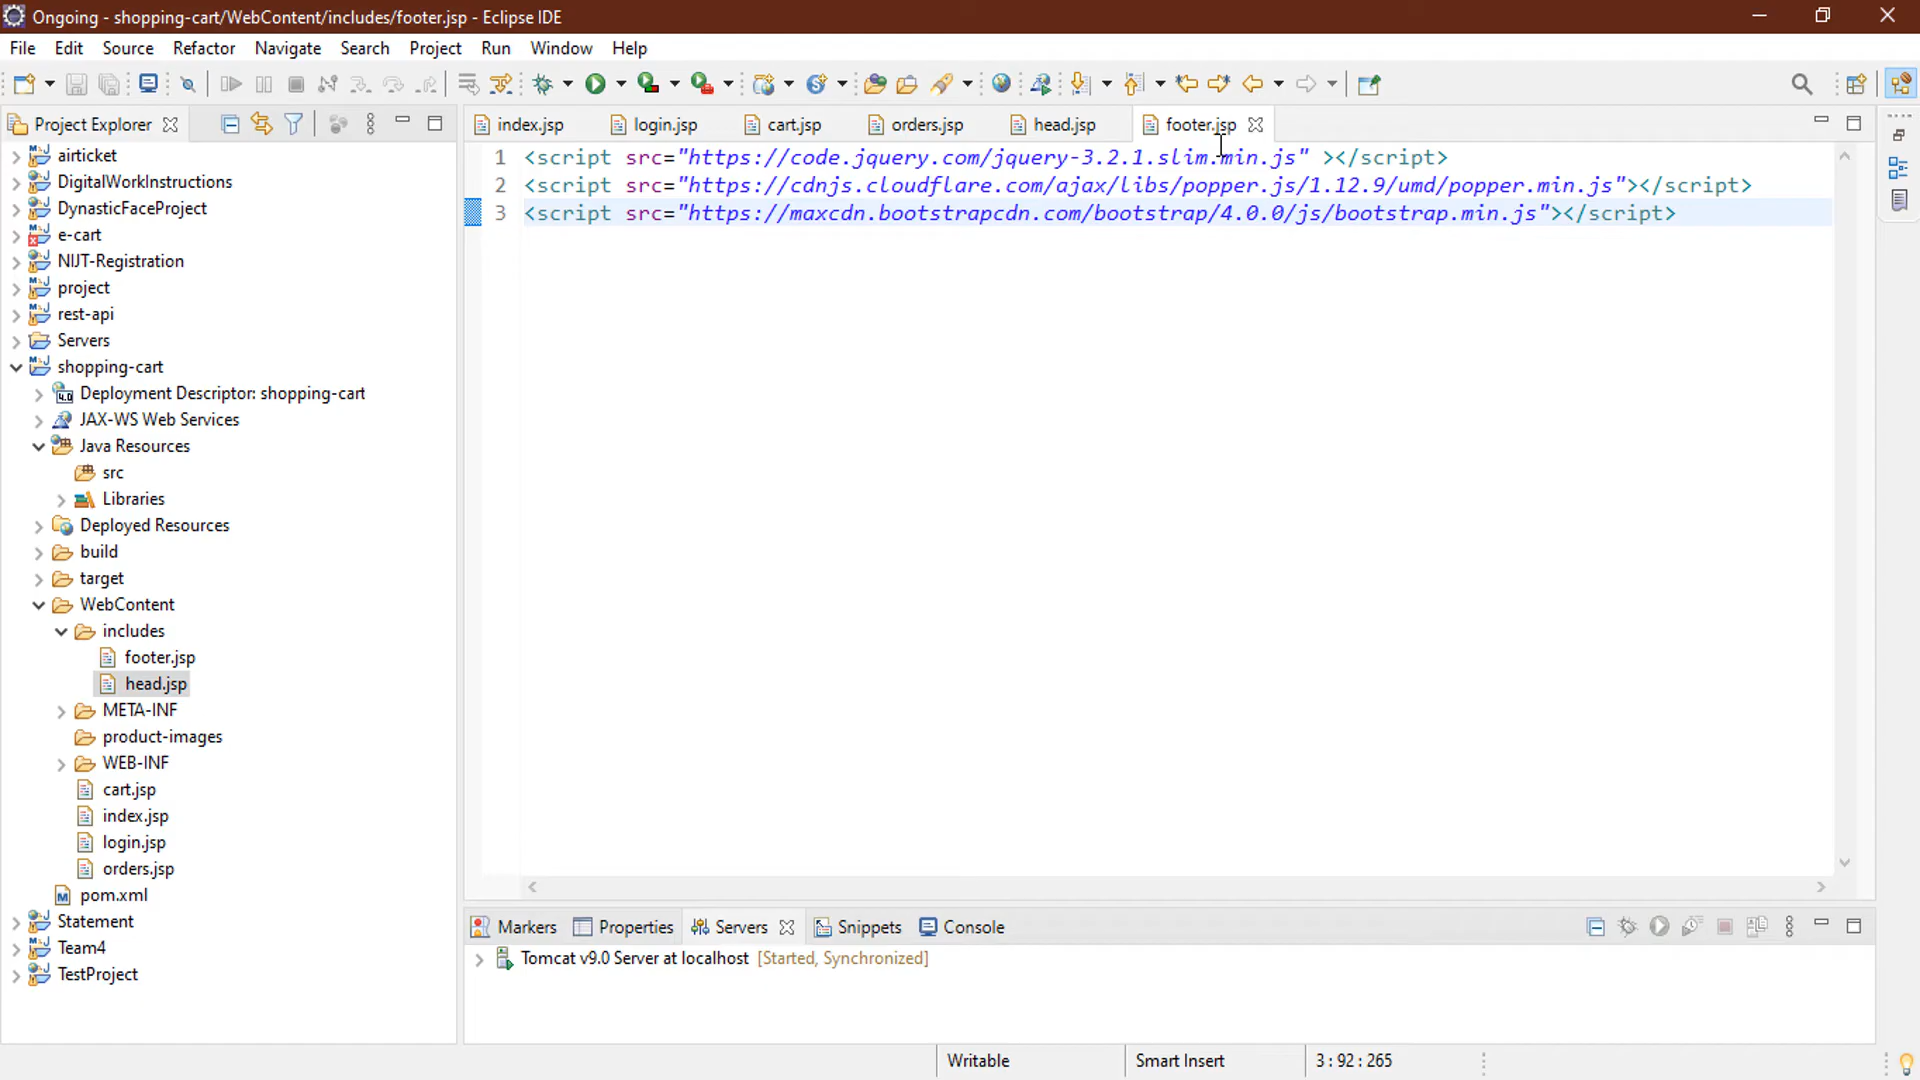 Ongoing - shopping-cart/WebContent/includes/footer.jsp - Eclipse IDE
File Edit Source Refactor Navigate Search Project Run Window Help
Project Explorer
index.jsp login.jsp cart.jsp orders.jsp head.jsp footer.jsp
airticket
DigitalWorkInstructions
DynasticFaceProject
e-cart
NIJT-Registration
project
rest-api
Servers
shopping-cart
Deployment Descriptor: shopping-cart
JAX-WS Web Services
Java Resources
src
Libraries
Deployed Resources
build
target
WebContent
includes
footer.jsp
head.jsp
META-INF
product-images
WEB-INF
cart.jsp
index.jsp
login.jsp
orders.jsp
pom.xml
Statement
Team4
TestProject
1 <script src="https://code.jquery.com/jquery-3.2.1.slim.min.js" ></script>
2 <script src="https://cdnjs.cloudflare.com/ajax/libs/popper.js/1.12.9/umd/popper.min.js"></script>
3 <script src="https://maxcdn.bootstrapcdn.com/bootstrap/4.0.0/js/bootstrap.min.js"></script>
Markers Properties Servers Snippets Console
Tomcat v9.0 Server at localhost [Started, Synchronized]
Writable Smart Insert 3 : 92 : 265